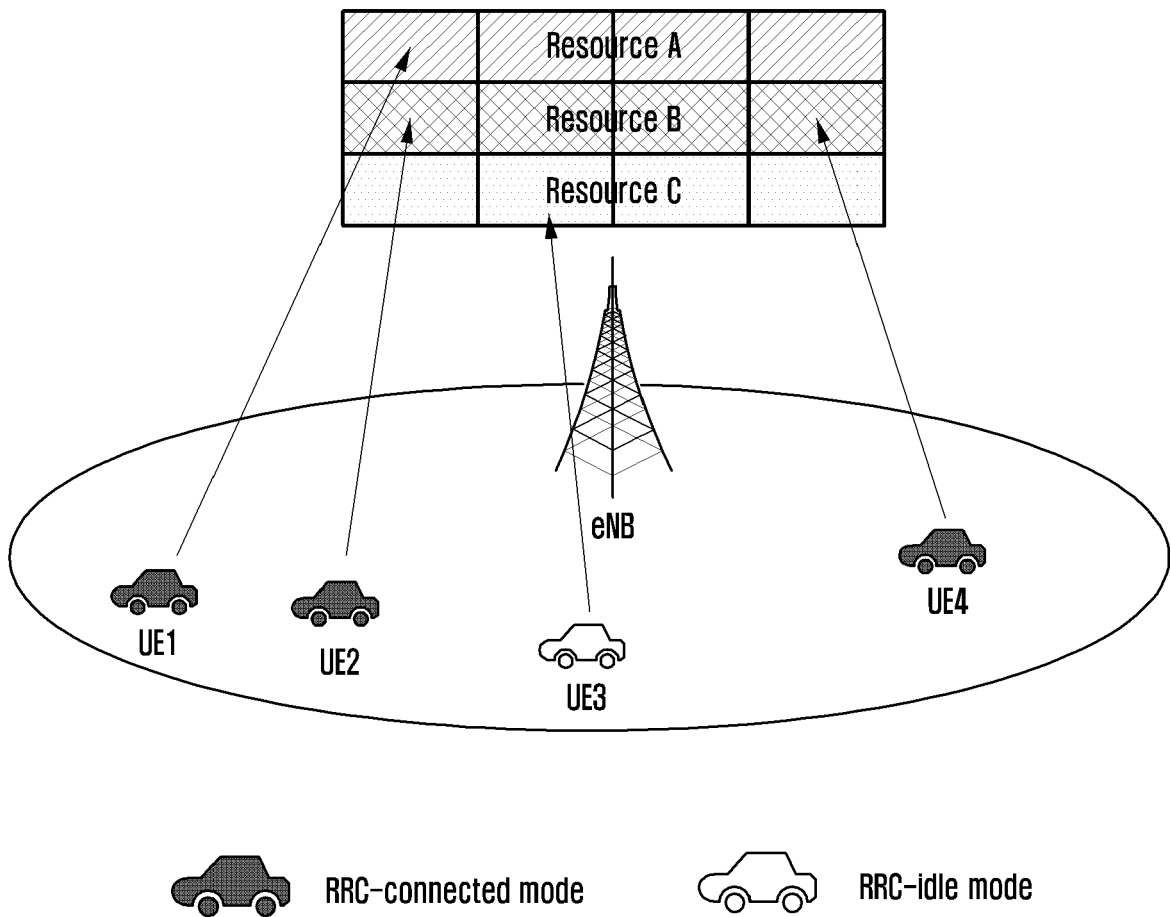 Resource A
Resource B
Resource C
eNB
UE1
UE2
UE3
UE4
RRC-connected mode
RRC-idle mode